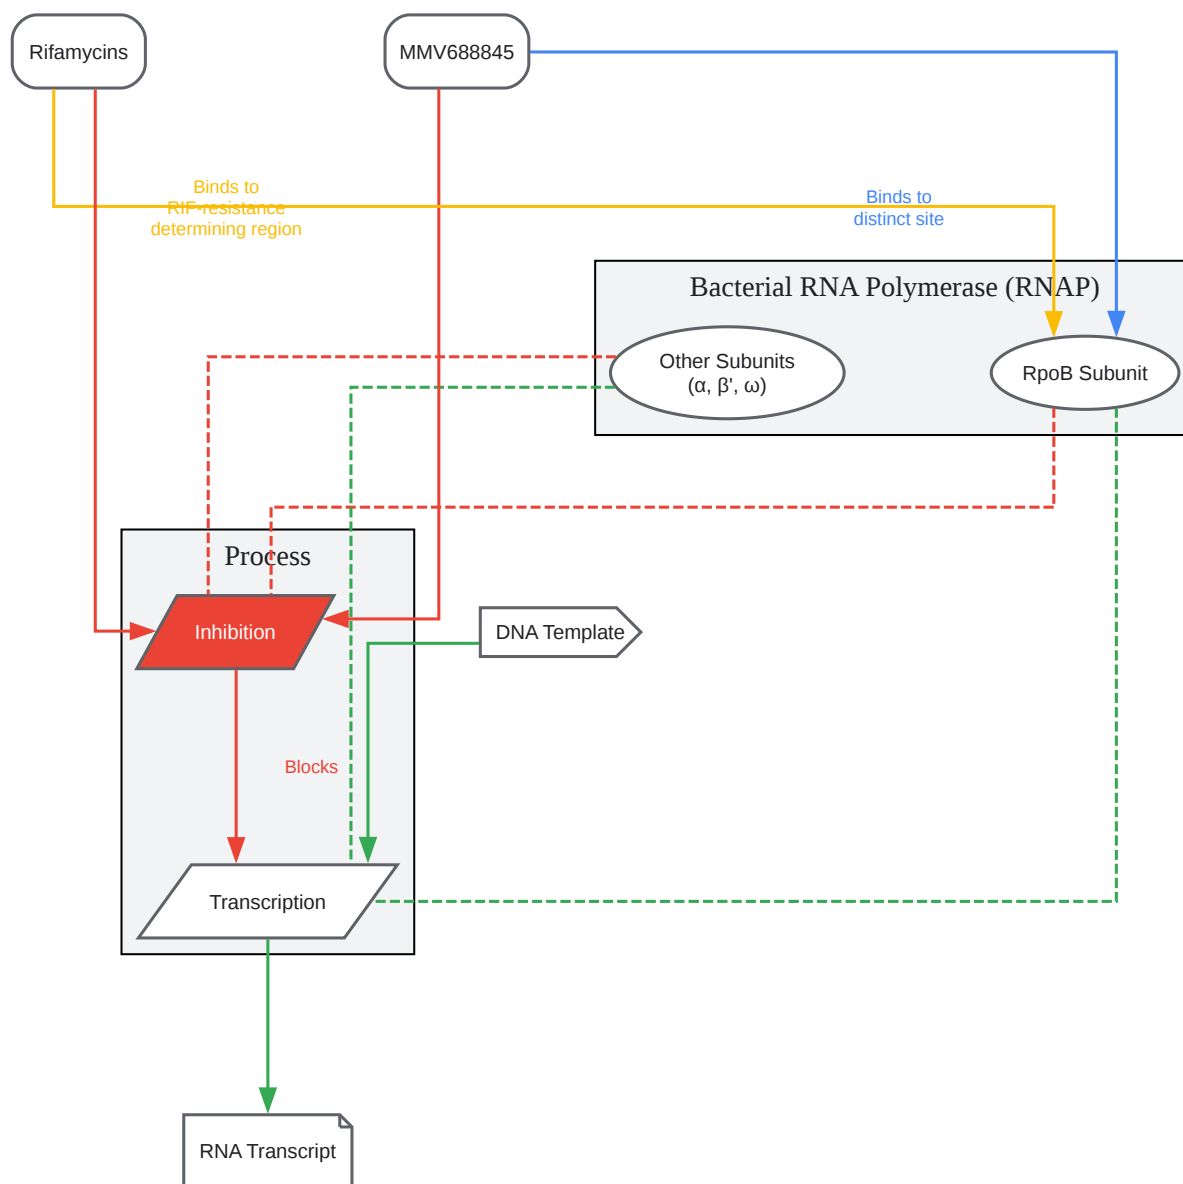 Rifamycins
MMV688845
Binds to
RIF-resistance
determining region
Binds to
distinct site
Bacterial RNA Polymerase (RNAP)
Other Subunits
(α, β', ω)
RpoB Subunit
Process
Inhibition
DNA Template
Blocks
Transcription
RNA Transcript